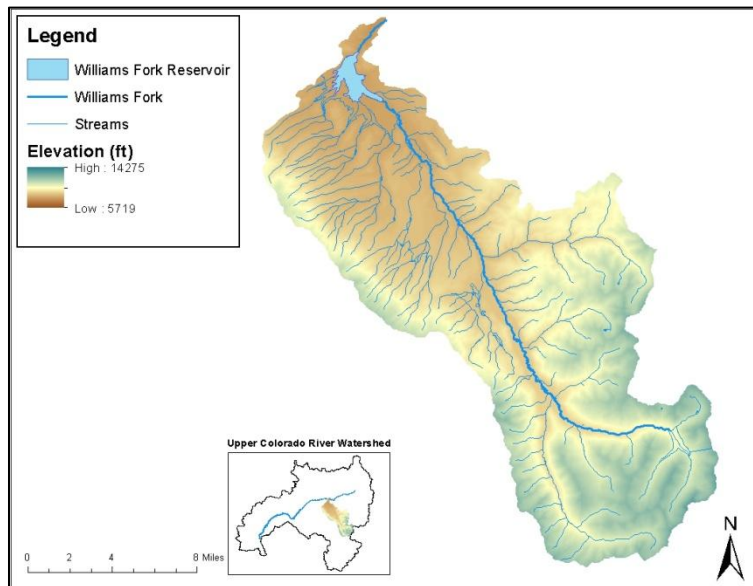 Legend
Williams Fork Reservoir
Williams Fork
Streams
Elevation (ft)
High : 14275
Low : 5719
Upper Colorado River Watershed
0 2 4 8 Miles
N